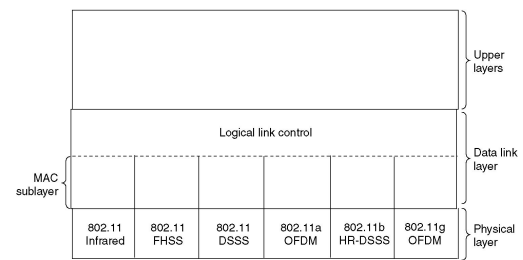 Upper
layers
Logical link control
Data link
layer
MAC
sublayer
802.11
Infrared
802.11
FHSS
802.11
DSSS
802.11a
OFDM
802.11b
HR-DSSS
802.11g
OFDM
Physical
layer